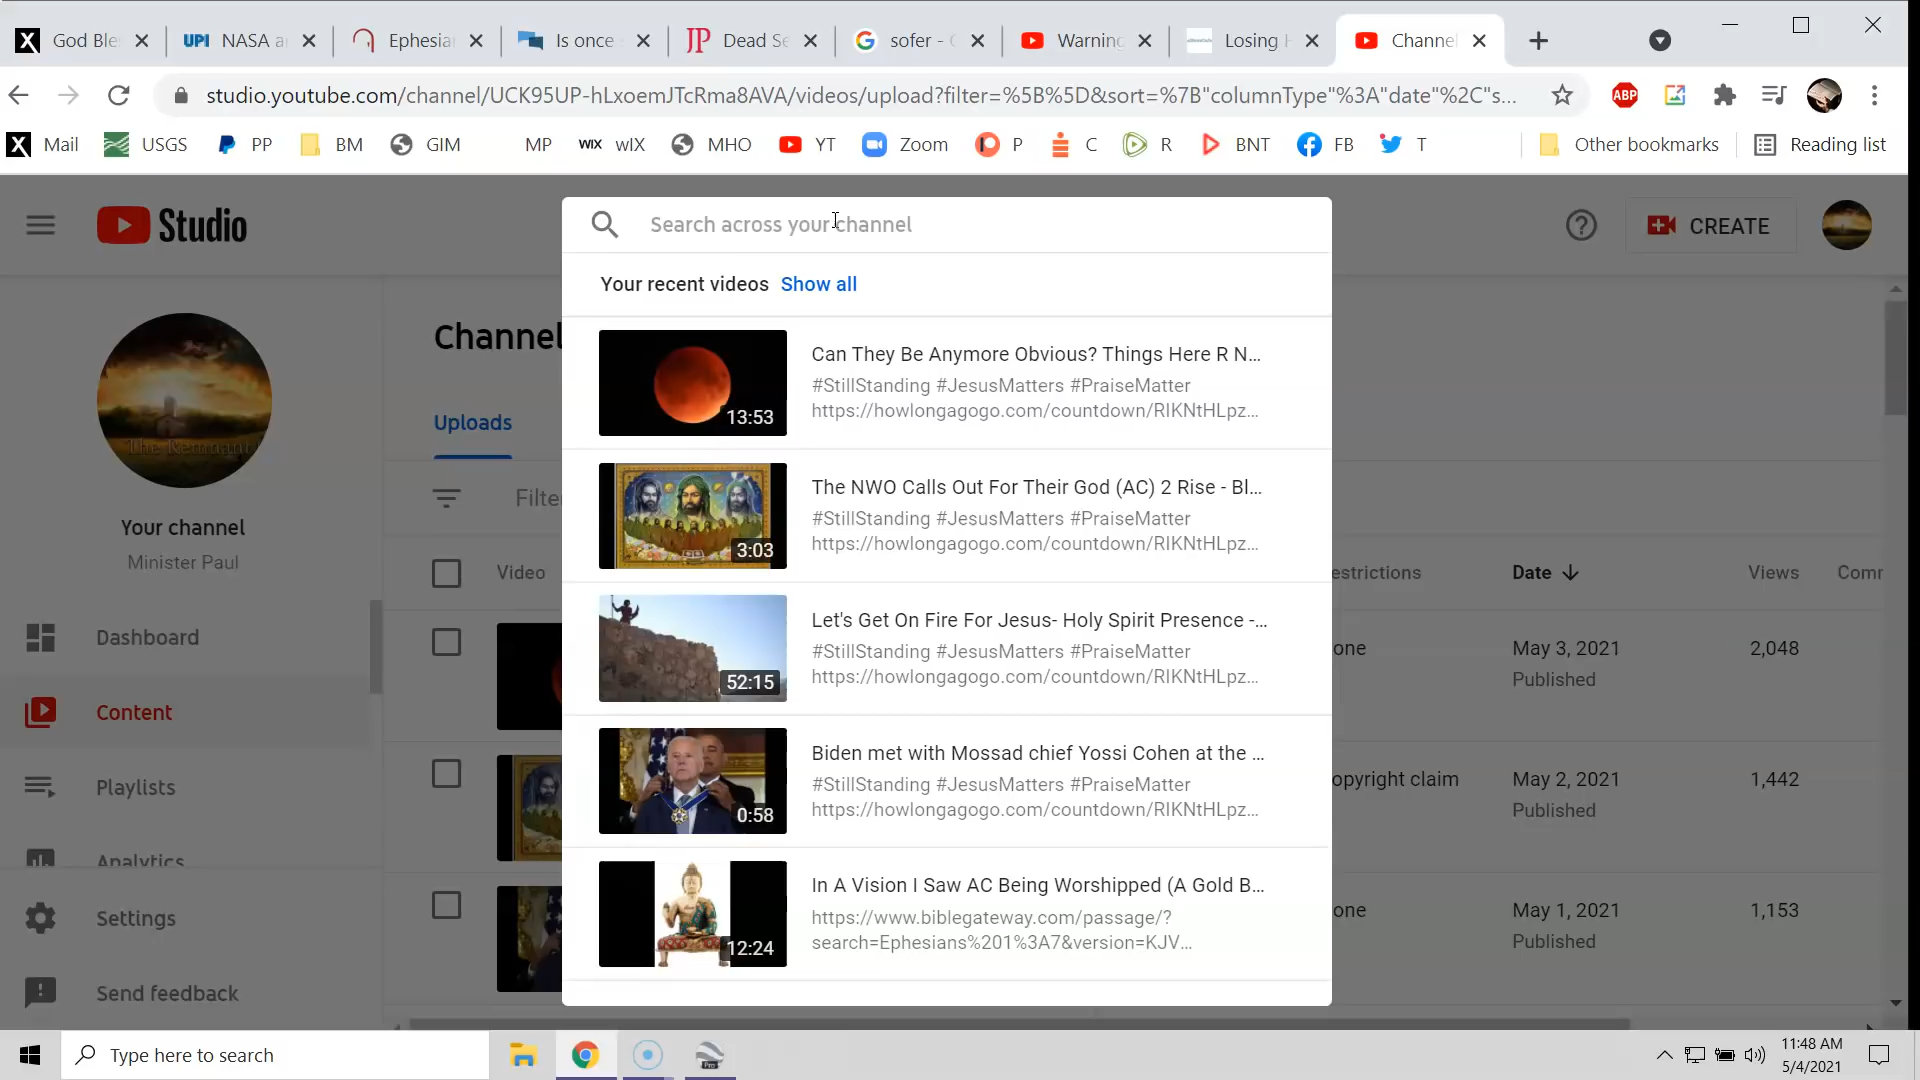 God Ble
UPI NASA a
Ephesia
Is once
JP Dead Se
sofer -
Warning
Losing
Channe
studio.youtube.com/channel/UCK95UP-hLxoemJTcRma8AVA/videos/upload?filter=%5B%5D&sort=%7B"columnType"%3A"date"%2C"s...
ABP
X Mail
USGS
PP
BM
GIM
MP
WIX wIX
MHO
YT
Zoom
P
C
R
BNT
FB
T
Other bookmarks
Reading list
Studio
Search across your channel
CREATE
Your recent videos Show all
Channel
Uploads
Filte
The Remnant
Your channel
Minister Paul
Dashboard
Content
Playlists
Analytics
Settings
Send feedback
Video
estrictions
Date
Views
Comr
Can They Be Anymore Obvious? Things Here R N...
#StillStanding #JesusMatters #PraiseMatter
https://howlongagogo.com/countdown/RIKNtHLpz...
13:53
The NWO Calls Out For Their God (AC) 2 Rise - Bl...
#StillStanding #JesusMatters #PraiseMatter
https://howlongagogo.com/countdown/RIKNtHLpz...
3:03
Let's Get On Fire For Jesus- Holy Spirit Presence -...
#StillStanding #JesusMatters #PraiseMatter
https://howlongagogo.com/countdown/RIKNtHLpz...
52:15
Biden met with Mossad chief Yossi Cohen at the ...
#StillStanding #JesusMatters #PraiseMatter
https://howlongagogo.com/countdown/RIKNtHLpz...
0:58
In A Vision I Saw AC Being Worshipped (A Gold B...
https://www.biblegateway.com/passage/?
search=Ephesians%201%3A7&version=KJV...
12:24
one
May 3, 2021
2,048
Published
opyright claim
May 2, 2021
1,442
Published
one
May 1, 2021
1,153
Published
Type here to search
11:48 AM
5/4/2021